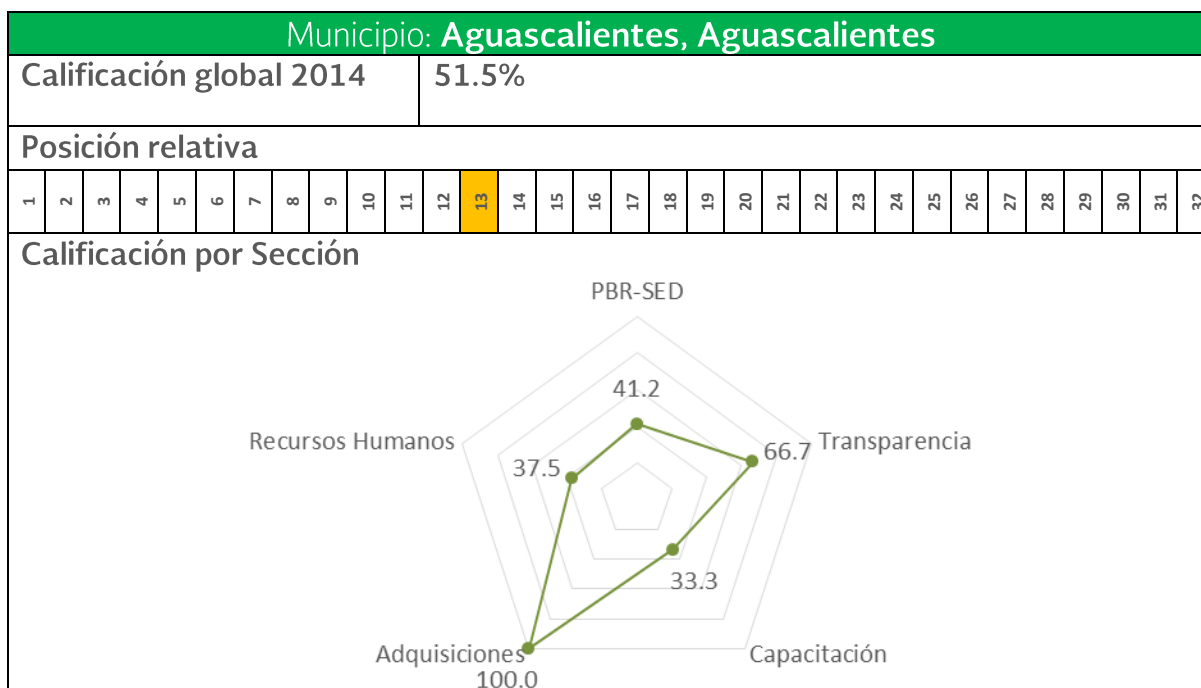 Municipio: Aguascalientes, Aguascalientes
Calificación global 2014 51.5%
Posición relativa
1 2 3 4 5 6 7 8 9 10 11 12 13 14 15 16 17 18 19 20 21 22 23 24 25 26 27 28 29 30 31 32
Calificación por Sección
PBR-SED
41.2
Recursos Humanos
Transparencia
66.7
37.5
33.3
Adquisiciones
Capacitación
100.0